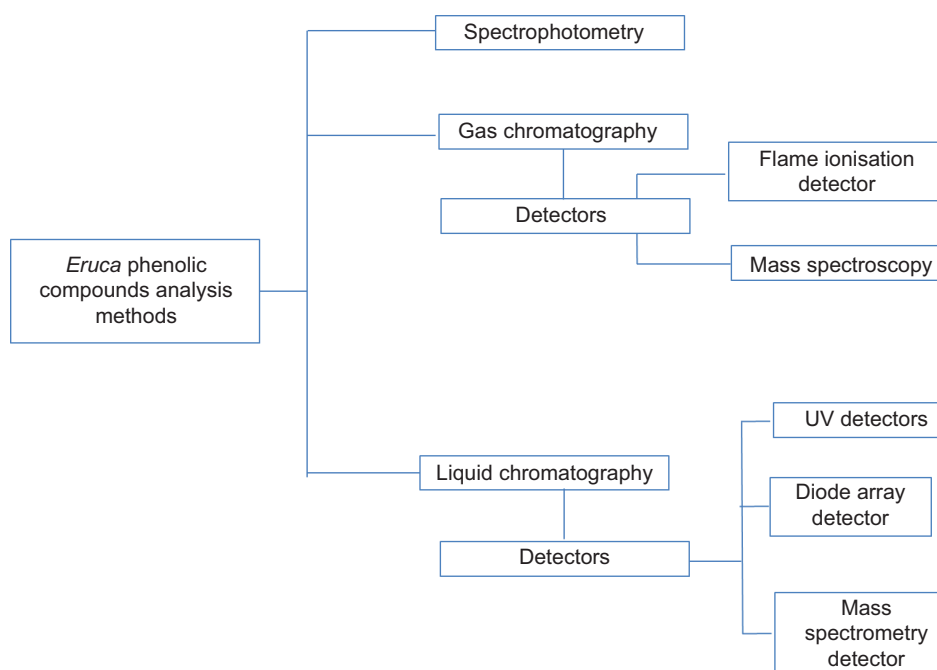 Spectrophotometry
Gas chromatography
Flame ionisation
detector
Detectors
Mass spectroscopy
Eruca phenolic
compounds analysis
methods
UV detectors
Liquid chromatography
Diode array
detector
Detectors
Mass
spectrometry
detector